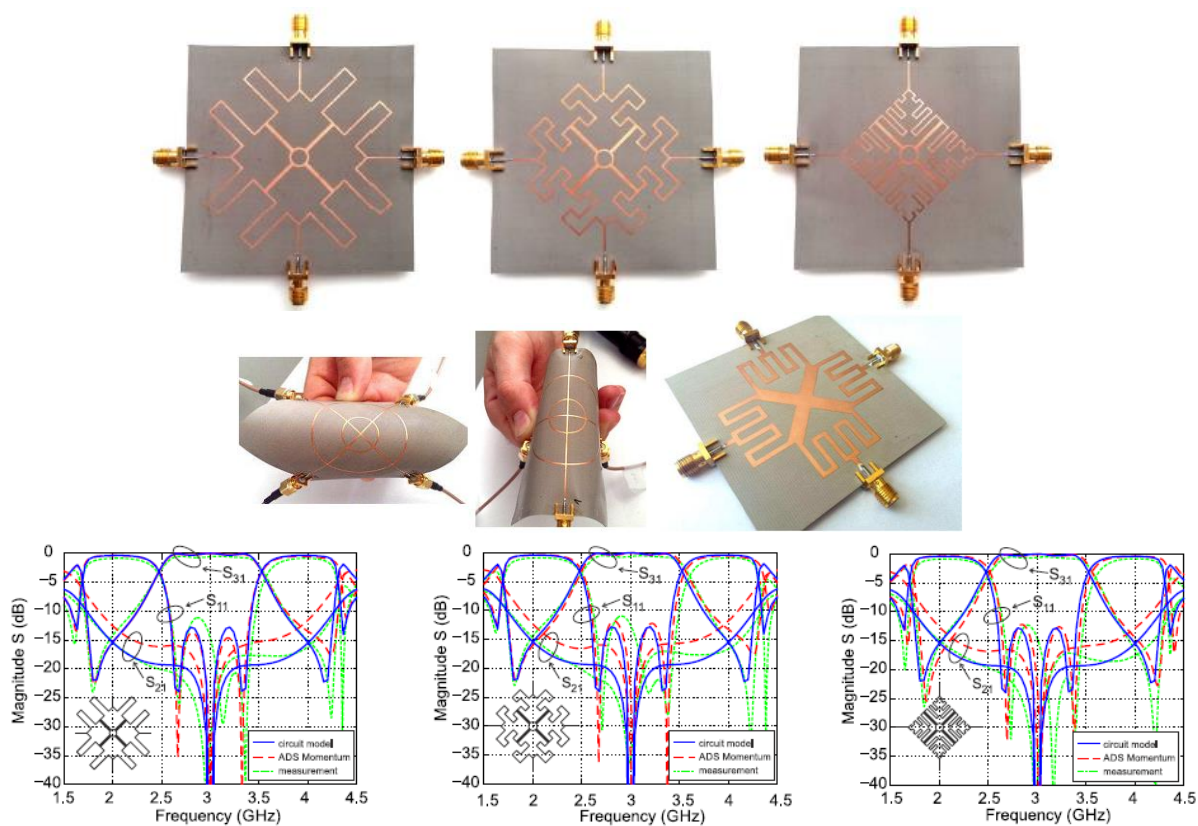 0
−5
−10
−15
−20
−25
−30
−35
−40
Magnitude S (dB)
S31
S11
S21
circuit model
ADS Momentum
measurement
1.5 2 2.5 3 3.5 4 4.5
Frequency (GHz)
0
−5
−10
−15
−20
−25
−30
−35
−40
Magnitude S (dB)
S31
S11
S21
circuit model
ADS Momentum
measurement
1.5 2 2.5 3 3.5 4 4.5
Frequency (GHz)
0
−5
−10
−15
−20
−25
−30
−35
−40
Magnitude S (dB)
S31
S11
S21
circuit model
ADS Momentum
measurement
1.5 2 2.5 3 3.5 4 4.5
Frequency (GHz)